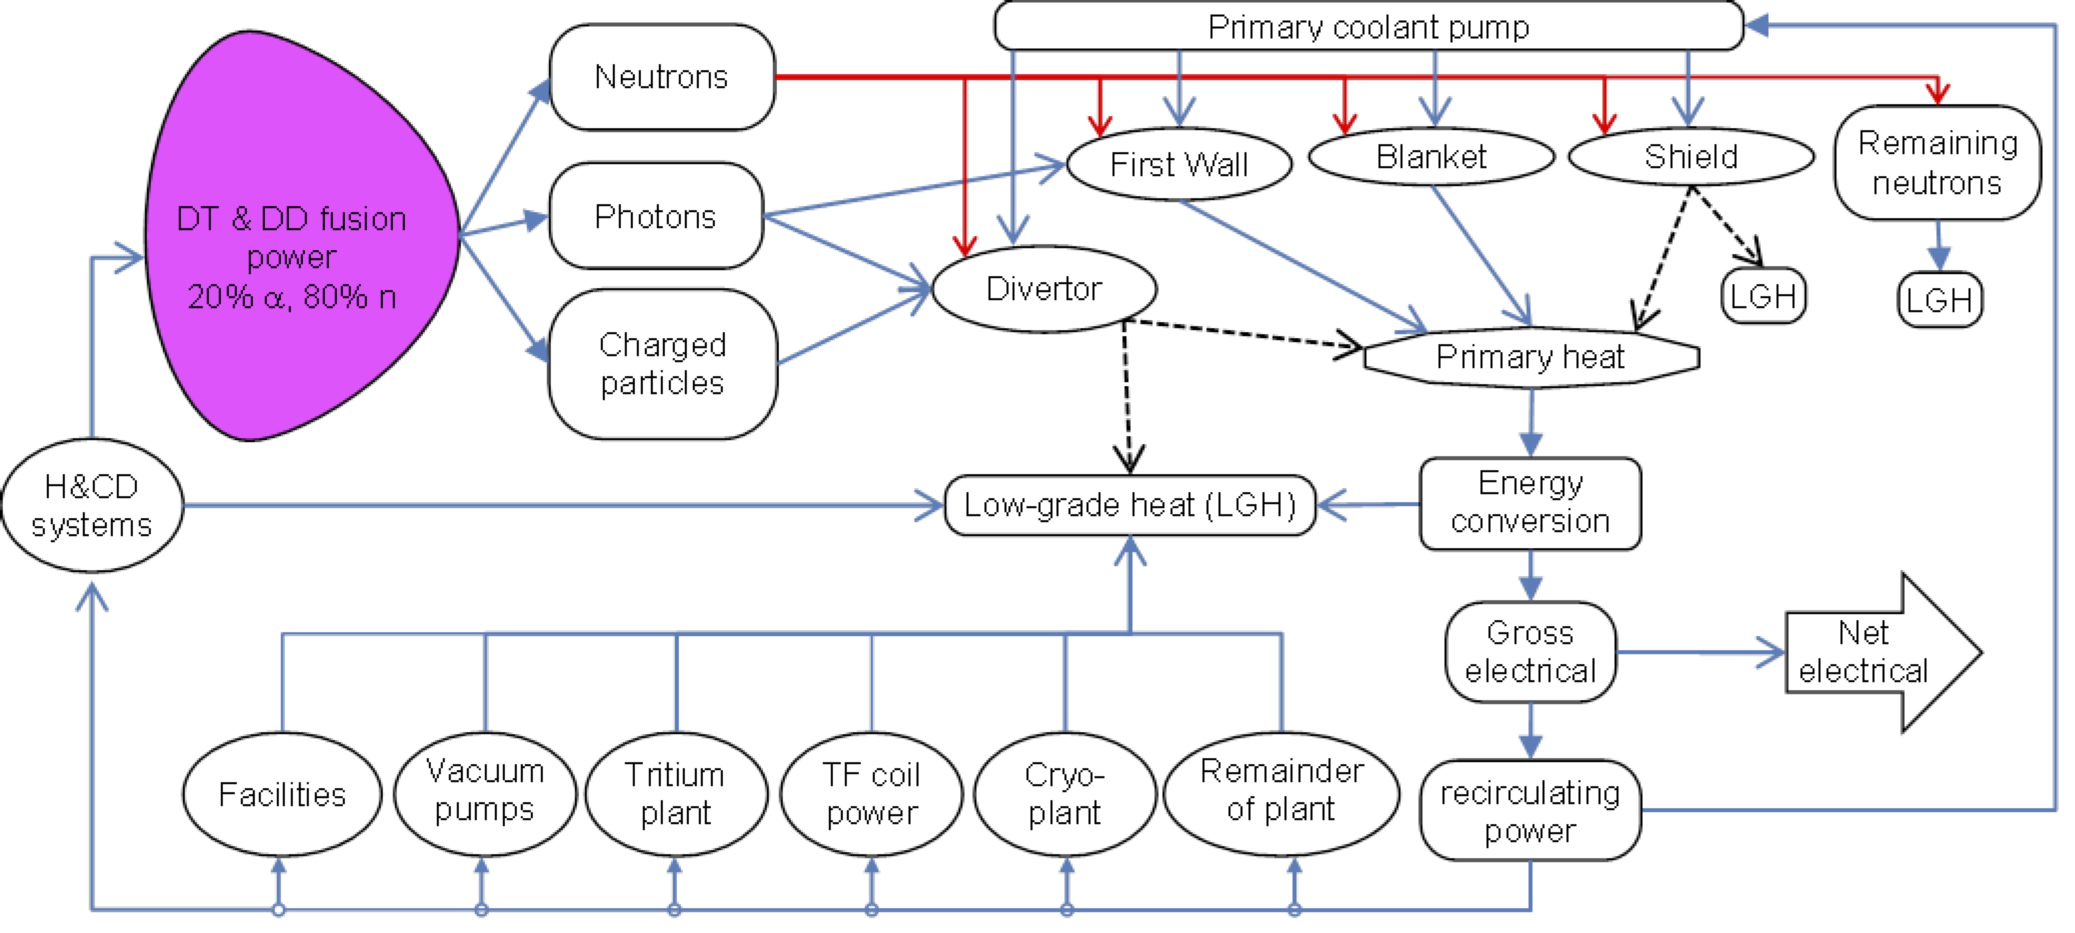 Primary coolant pump
Neutrons
Photons
Charged
particles
DT & DD fusion
power
20% α, 80% n
First Wall
Blanket
Shield
Remaining
neutrons
Divertor
LGH
LGH
Primary heat
H&CD
systems
Low-grade heat (LGH)
Energy
conversion
Gross
electrical
Net
electrical
Facilities
Vacuum
pumps
Tritium
plant
TF coil
power
Cryo-
plant
Remainder
of plant
recirculating
power